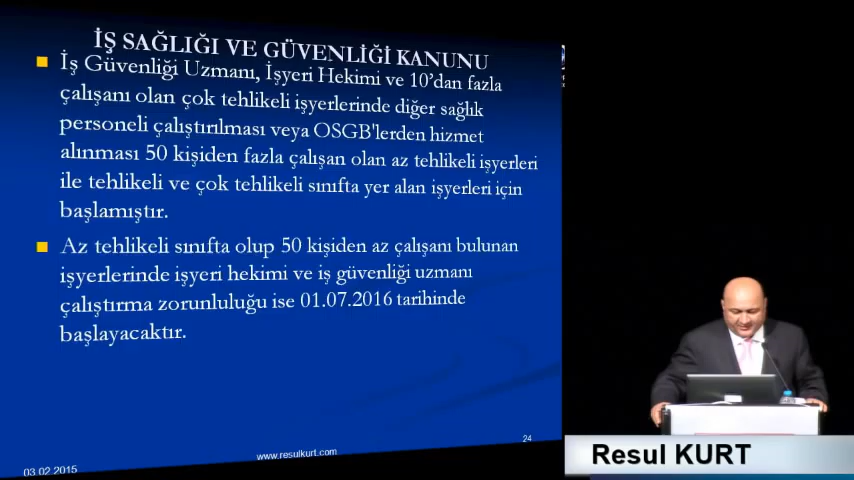 İŞ SAĞLIĞI VE GÜVENLİĞİ KANUNU
İş Güvenliği Uzmanı, İşyeri Hekimi ve 10’dan fazla
çalışanı olan çok tehlikeli işyerlerinde diğer sağlık
personeli çalıştırılması veya OSGB'lerden hizmet
alınması 50 kişiden fazla çalışan olan az tehlikeli işyerleri
ile tehlikeli ve çok tehlikeli sınıfta yer alan işyerleri için
başlamıştır.
Az tehlikeli sınıfta olup 50 kişiden az çalışanı bulunan
işyerlerinde işyeri hekimi ve iş güvenliği uzmanı
çalıştırma zorunluluğu ise 01.07.2016 tarihinde
başlayacaktır.
03.02.2015
www.resulkurt.com
24
Resul KURT